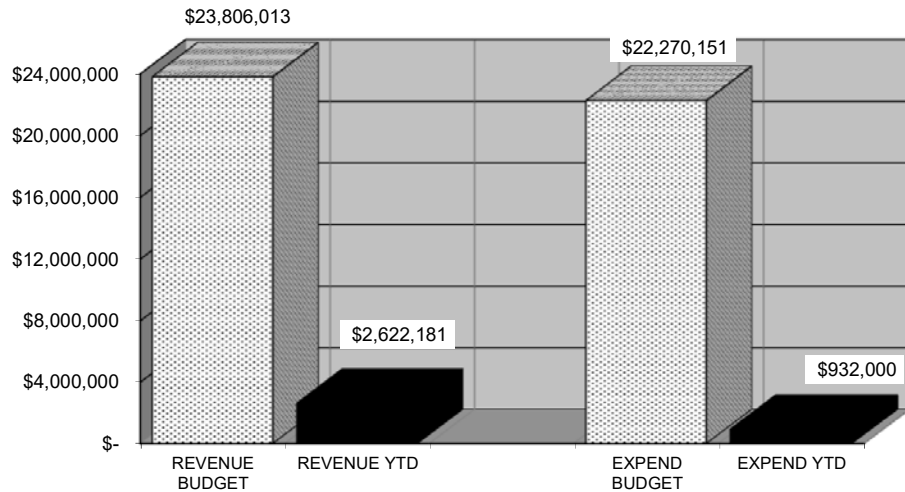 $23,806,013
$22,270,151
$24,000,000
$20,000,000
$16,000,000
$12,000,000
$8,000,000
$2,622,181
$4,000,000
$932,000
$-
REVENUE
BUDGET
REVENUE YTD
EXPEND
BUDGET
EXPEND YTD